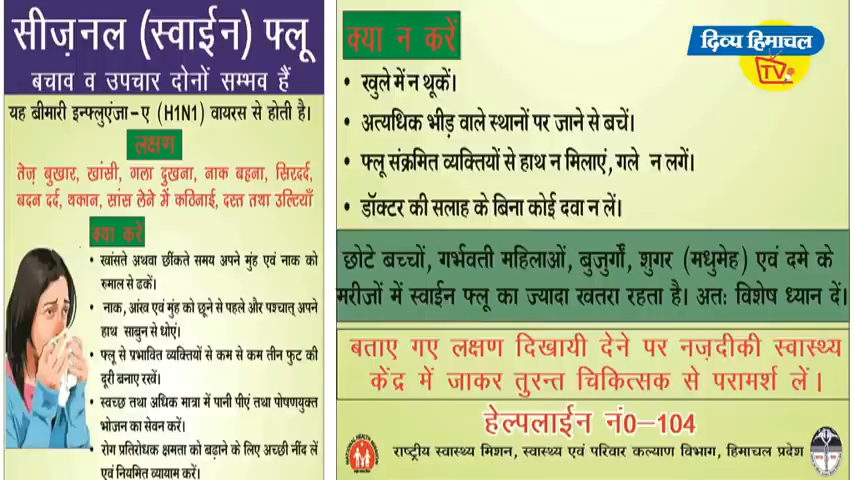 सीज़नल (स्वाईन) फ्लू
बचाव व उपचार दोनों सम्भव हैं
यह बीमारी इन्फ्लुएंजा-ए (H1N1) वायरस से होती है।
लक्षण
तेज़ बुखार, खांसी, गला दुखना, नाक बहना, सिरदर्द,
बदन दर्द, थकान, सांस लेने में कठिनाई, दस्त तथा उल्टियाँ
क्या करें
• खांसते अथवा छींकते समय अपने मुंह एवं नाक को
रुमाल से ढकें।
• नाक, आंख एवं मुंह को छूने से पहले और पश्चात् अपने
हाथ साबुन से धोएं।
• फ्लू से प्रभावित व्यक्तियों से कम से कम तीन फुट की
दूरी बनाए रखें।
• स्वच्छ तथा अधिक मात्रा में पानी पीएं तथा पोषणयुक्त
भोजन का सेवन करें।
• रोग प्रतिरोधक क्षमता को बढ़ाने के लिए अच्छी नींद लें
एवं नियमित व्यायाम करें।
क्या न करें
• खुले में न थूकें।
• अत्यधिक भीड़ वाले स्थानों पर जाने से बचें।
• फ्लू संक्रमित व्यक्तियों से हाथ न मिलाएं, गले न लगें।
• डॉक्टर की सलाह के बिना कोई दवा न लें।
छोटे बच्चों, गर्भवती महिलाओं, बुजुर्गों, शुगर (मधुमेह) एवं दमे के
मरीजों में स्वाईन फ्लू का ज्यादा खतरा रहता है। अतः विशेष ध्यान दें।
बताए गए लक्षण दिखायी देने पर नज़दीकी स्वास्थ्य
केंद्र में जाकर तुरन्त चिकित्सक से परामर्श लें।
हेल्पलाईन नं0–104
राष्ट्रीय स्वास्थ्य मिशन, स्वास्थ्य एवं परिवार कल्याण विभाग, हिमाचल प्रदेश
दिव्य हिमाचल
TV